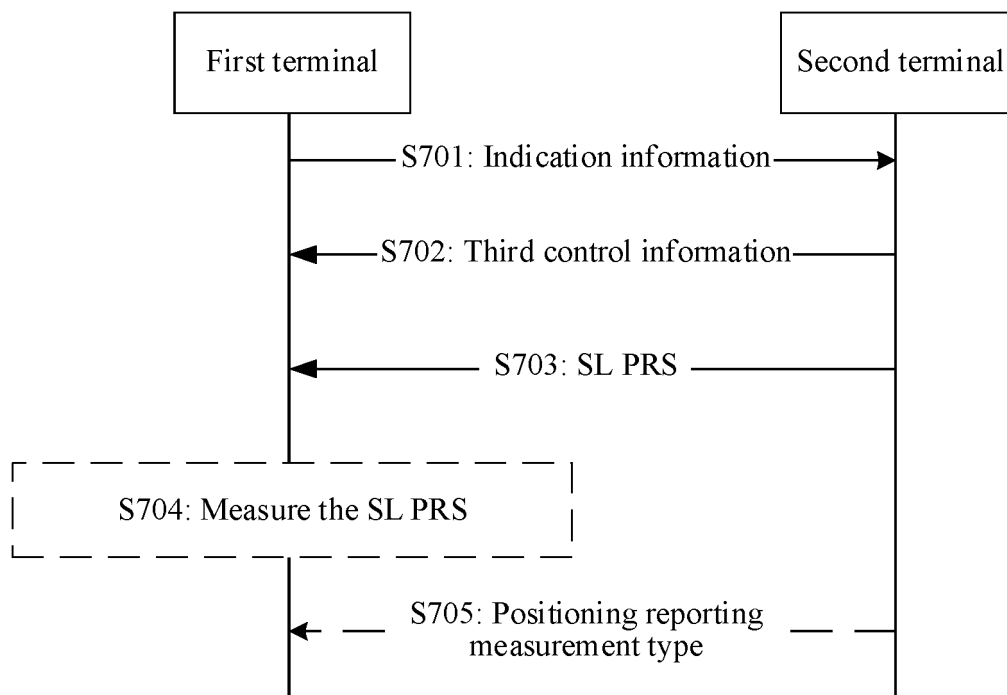 First terminal
Second terminal
S701: Indication information
S702: Third control information
S703: SL PRS
S704: Measure the SL PRS
S705: Positioning reporting
measurement type